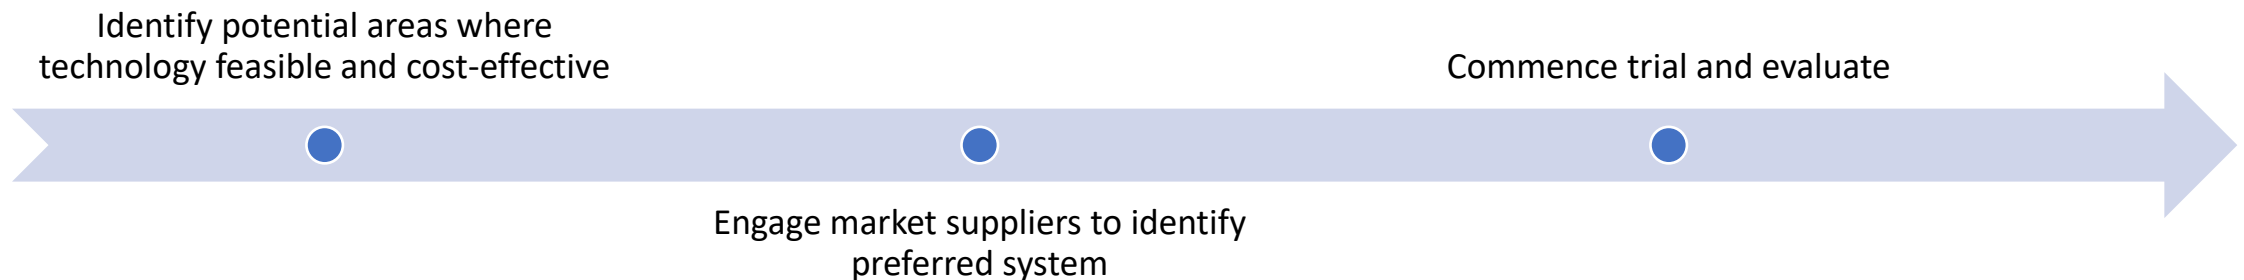 Identify potential areas where
technology feasible and cost-effective
Engage market suppliers to identify
preferred system
Commence trial and evaluate